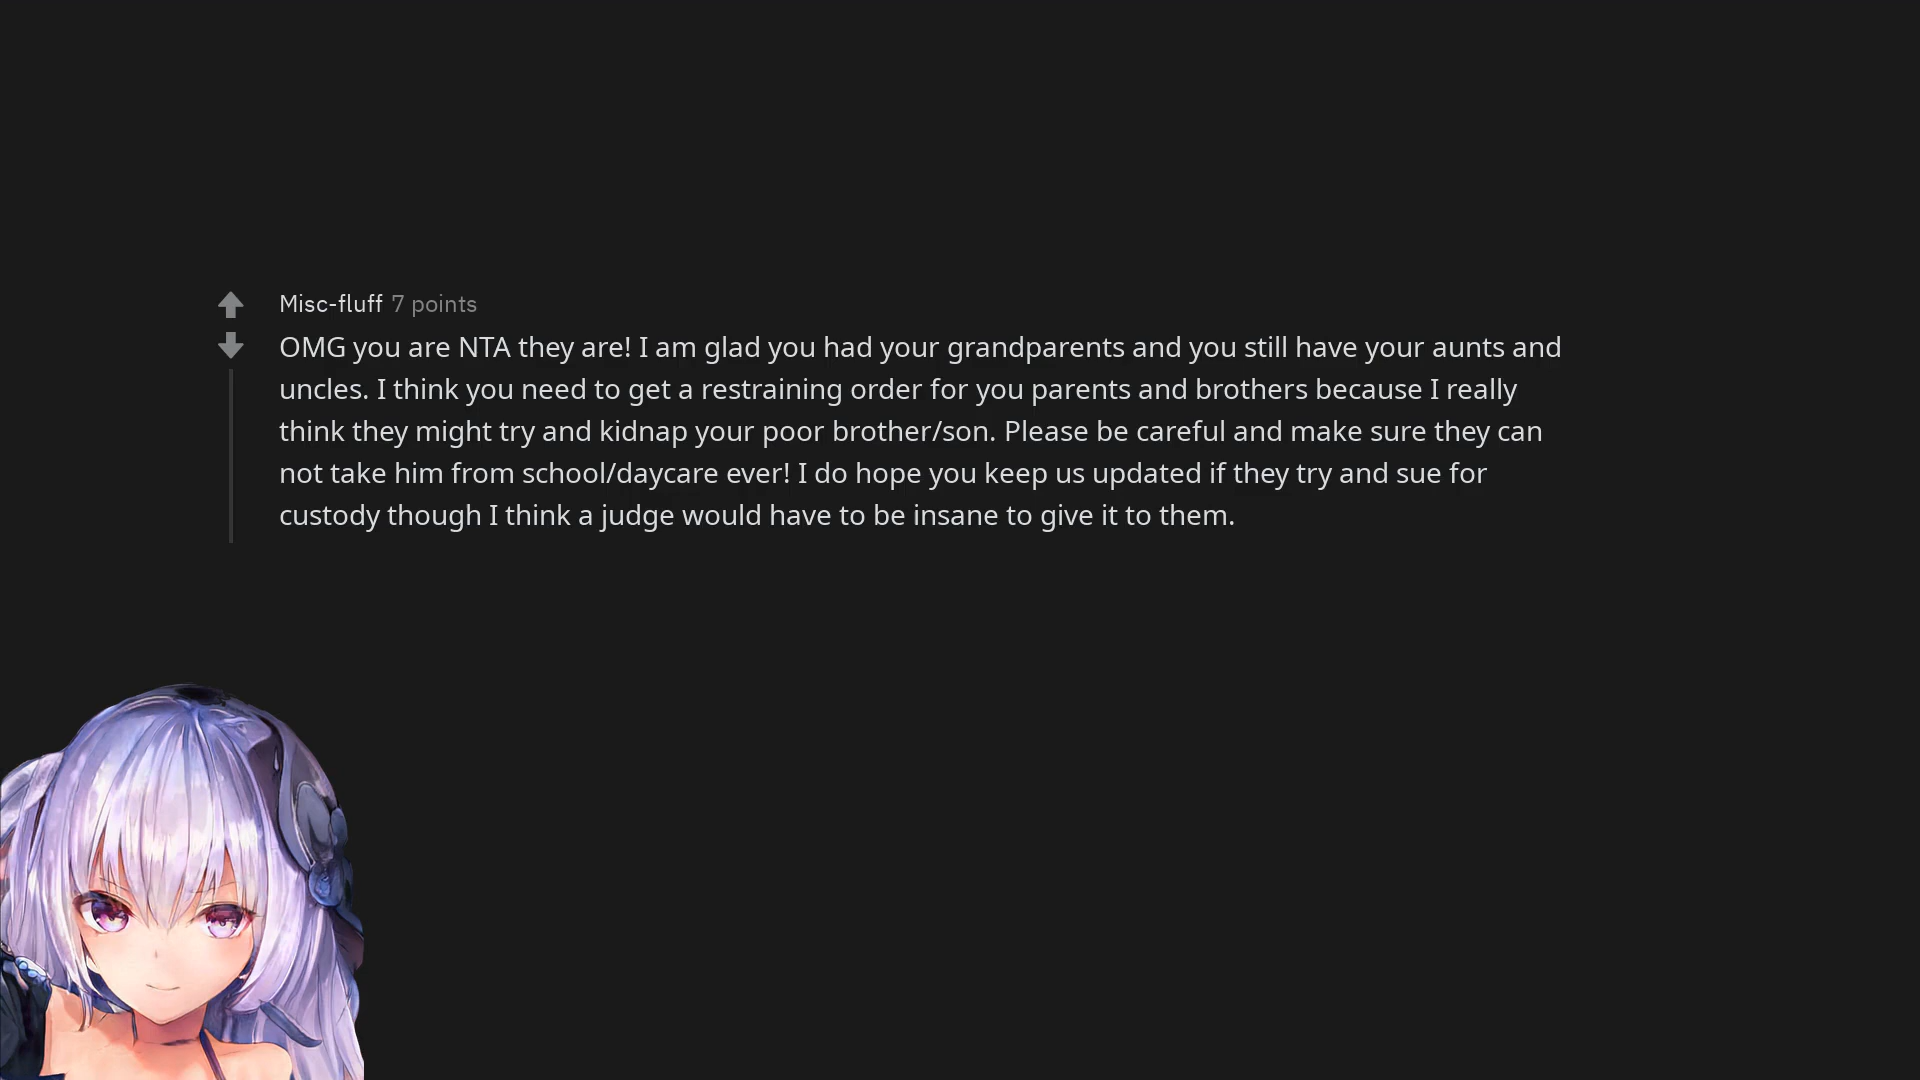 Misc-fluff 7 points
OMG you are NTA they are! I am glad you had your grandparents and you still have your aunts and
uncles. I think you need to get a restraining order for you parents and brothers because I really
think they might try and kidnap your poor brother/son. Please be careful and make sure they can
not take him from school/daycare ever! I do hope you keep us updated if they try and sue for
custody though I think a judge would have to be insane to give it to them.